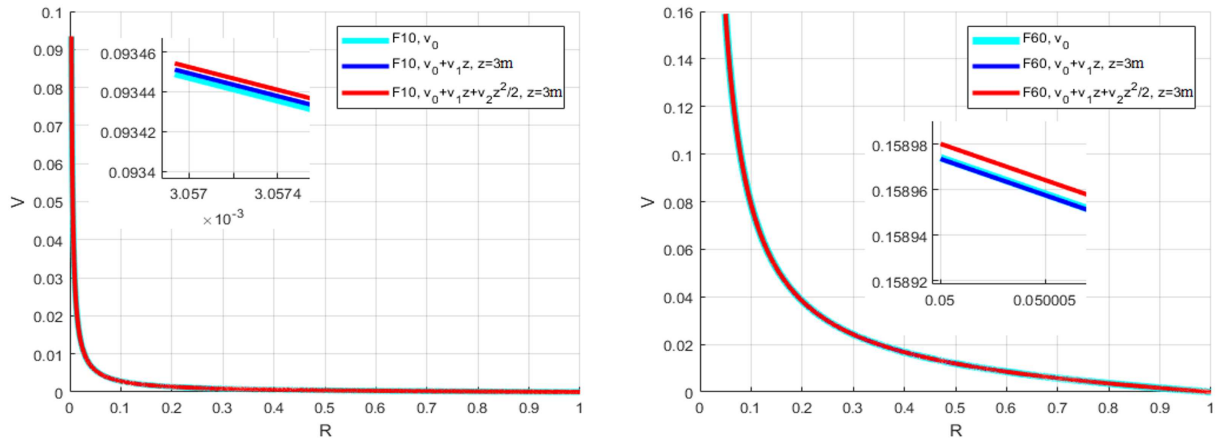 0.1
0.09
0.08
0.07
0.06
0.05
0.04
0.03
0.02
0.01
0
V
0 0.1 0.2 0.3 0.4 0.5 0.6 0.7 0.8 0.9 1
R
F10, v₀
F10, v₀+v₁z, z=3m
F10, v₀+v₁z+v₂z²/2, z=3m
0.09346
0.09344
0.09342
0.0934
3.057 3.0574
×10⁻³
0.16
0.14
0.12
0.1
0.08
0.06
0.04
0.02
0
V
0 0.1 0.2 0.3 0.4 0.5 0.6 0.7 0.8 0.9 1
R
F60, v₀
F60, v₀+v₁z, z=3m
F60, v₀+v₁z+v₂z²/2, z=3m
0.15898
0.15896
0.15894
0.15892
0.05 0.050005